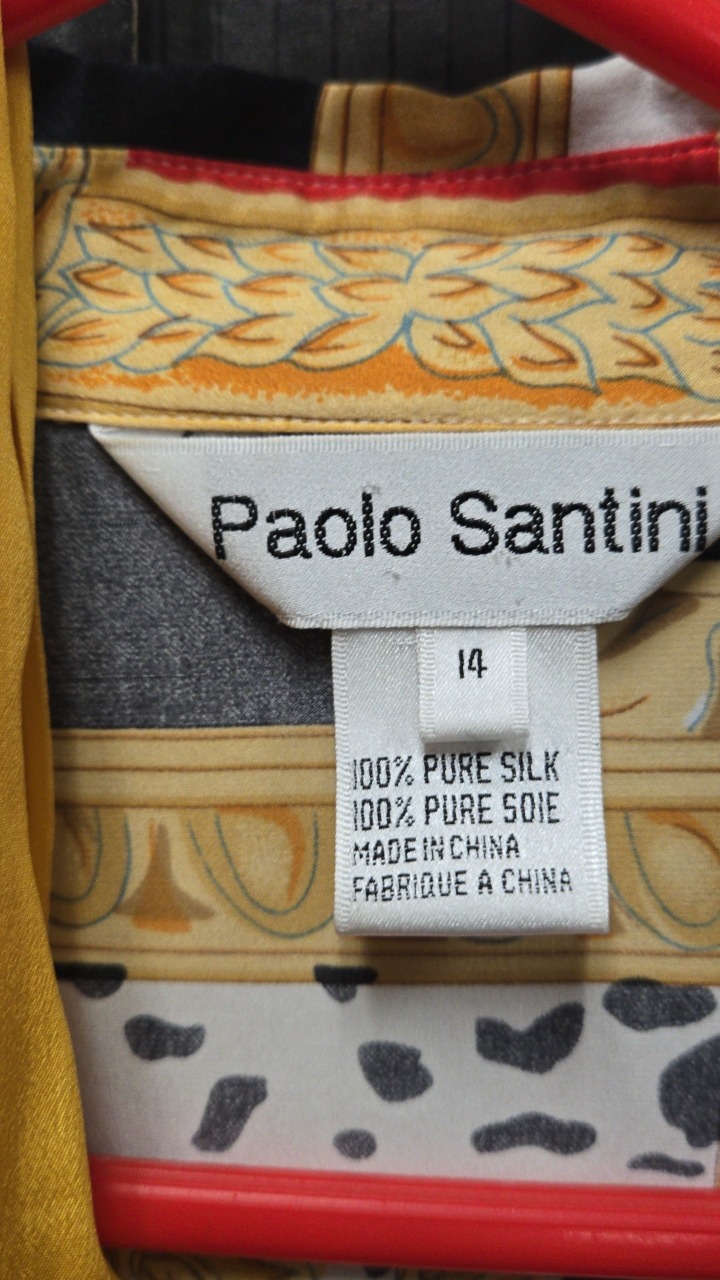 Paolo Santini
14
100% PURE SILK
100% PURE SOIE
MADE IN CHINA
FABRIQUE A CHINA